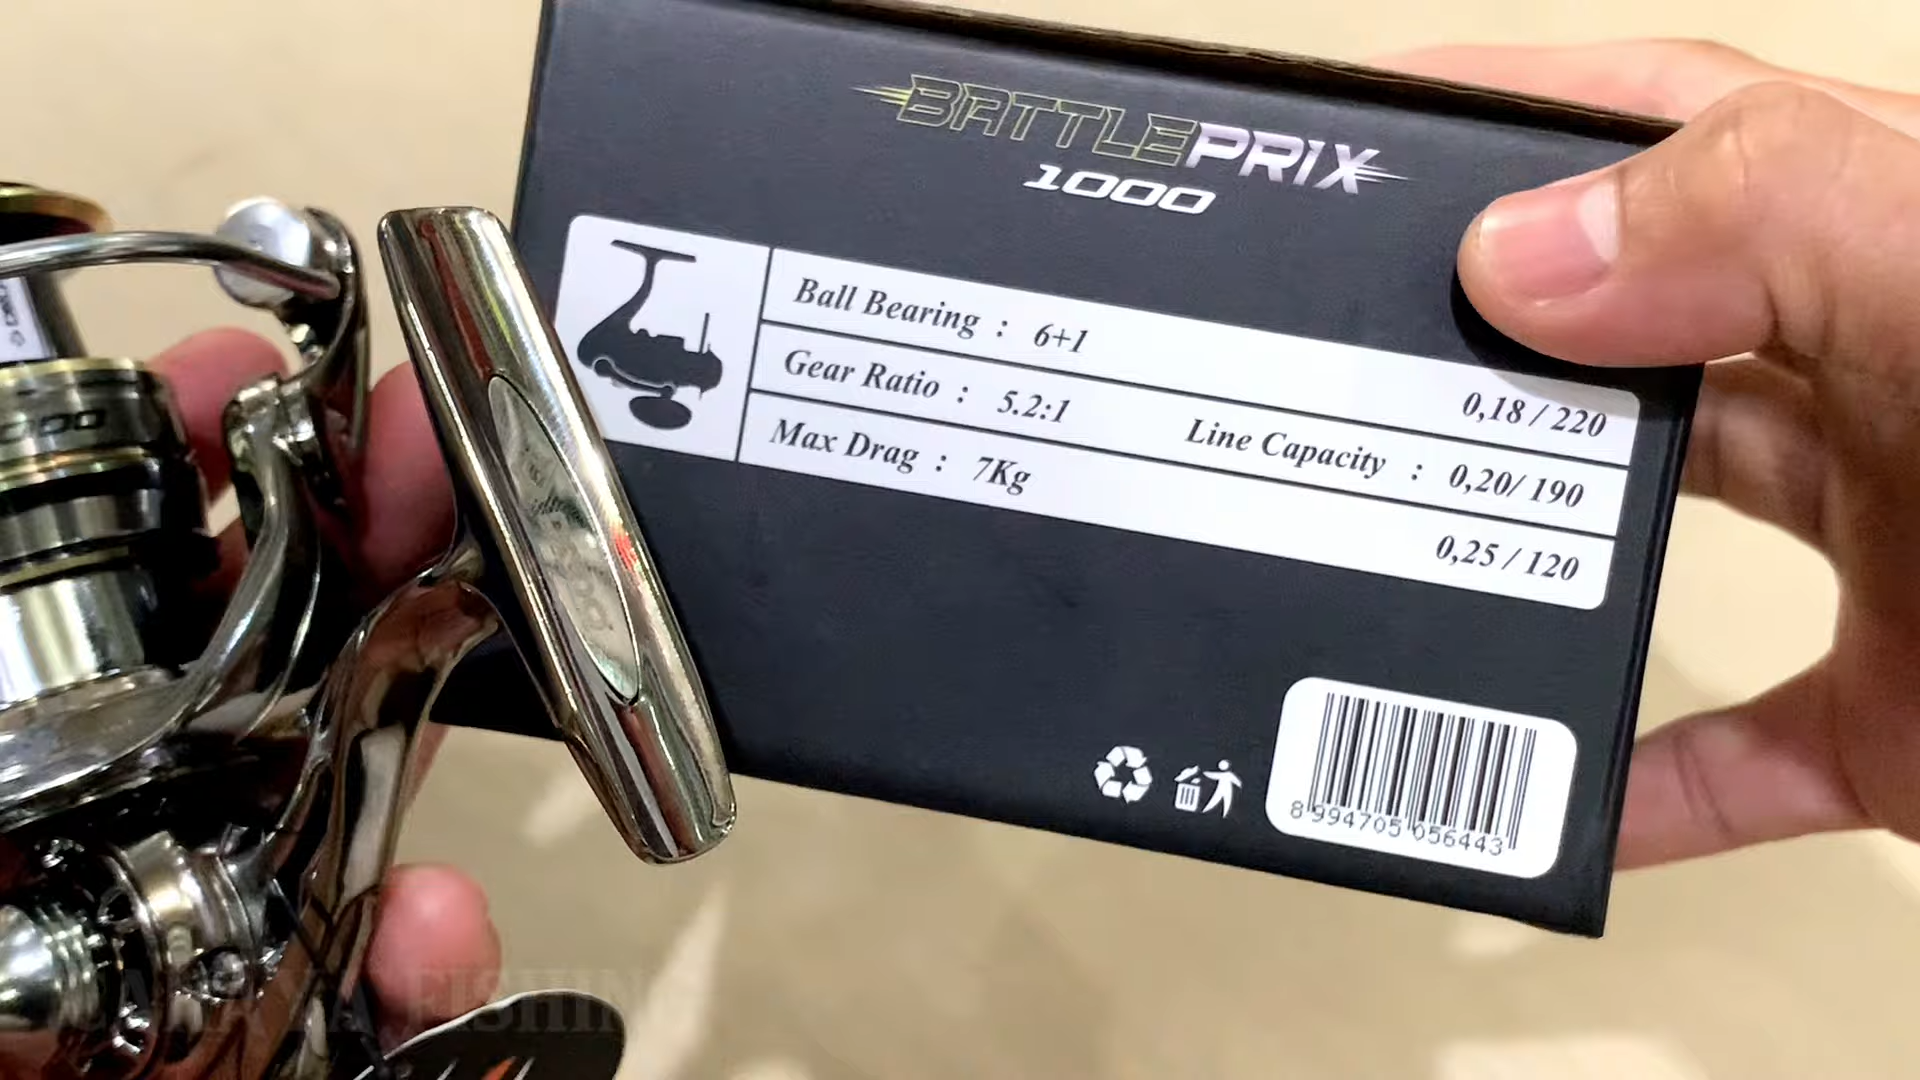 BATTLEPRIX
1000
Ball Bearing : 6+1
Gear Ratio : 5.2:1
Max Drag : 7Kg
Line Capacity :
0,18 / 220
0,20/ 190
0,25 / 120
8 994705 056443
FISHING